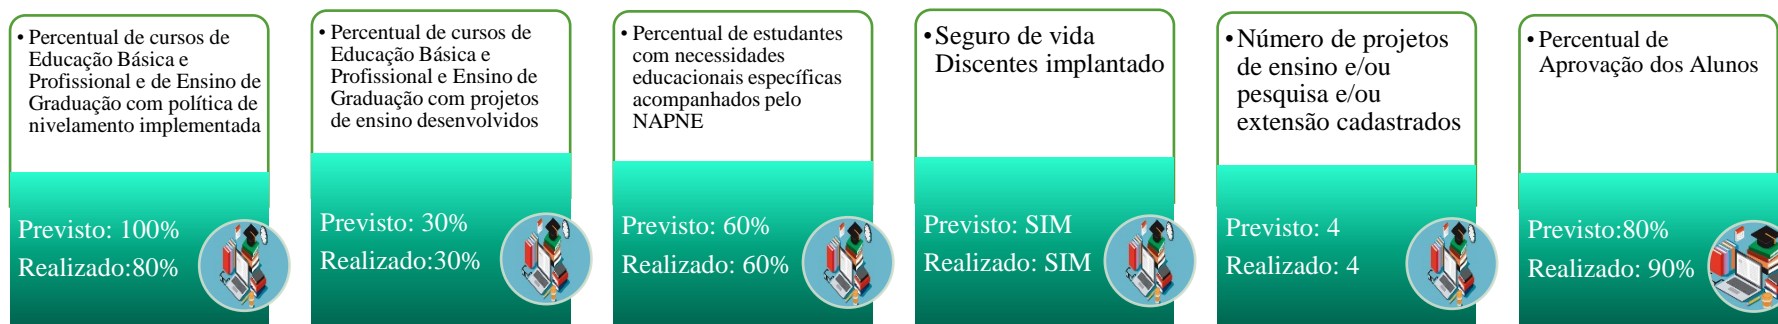 • Percentual de cursos de
Educação Básica e
Profissional e de Ensino de
Graduação com política de
nivelamento implementada
Previsto: 100%
Realizado:80%
• Percentual de cursos de
Educação Básica e
Profissional e Ensino de
Graduação com projetos
de ensino desenvolvidos
Previsto: 30%
Realizado:30%
• Percentual de estudantes
com necessidades
educacionais específicas
acompanhados pelo
NAPNE
Previsto: 60%
Realizado: 60%
• Seguro de vida
Discentes implantado
Previsto: SIM
Realizado: SIM
• Número de projetos
de ensino e/ou
pesquisa e/ou
extensão cadastrados
Previsto: 4
Realizado: 4
• Percentual de
Aprovação dos Alunos
Previsto:80%
Realizado: 90%